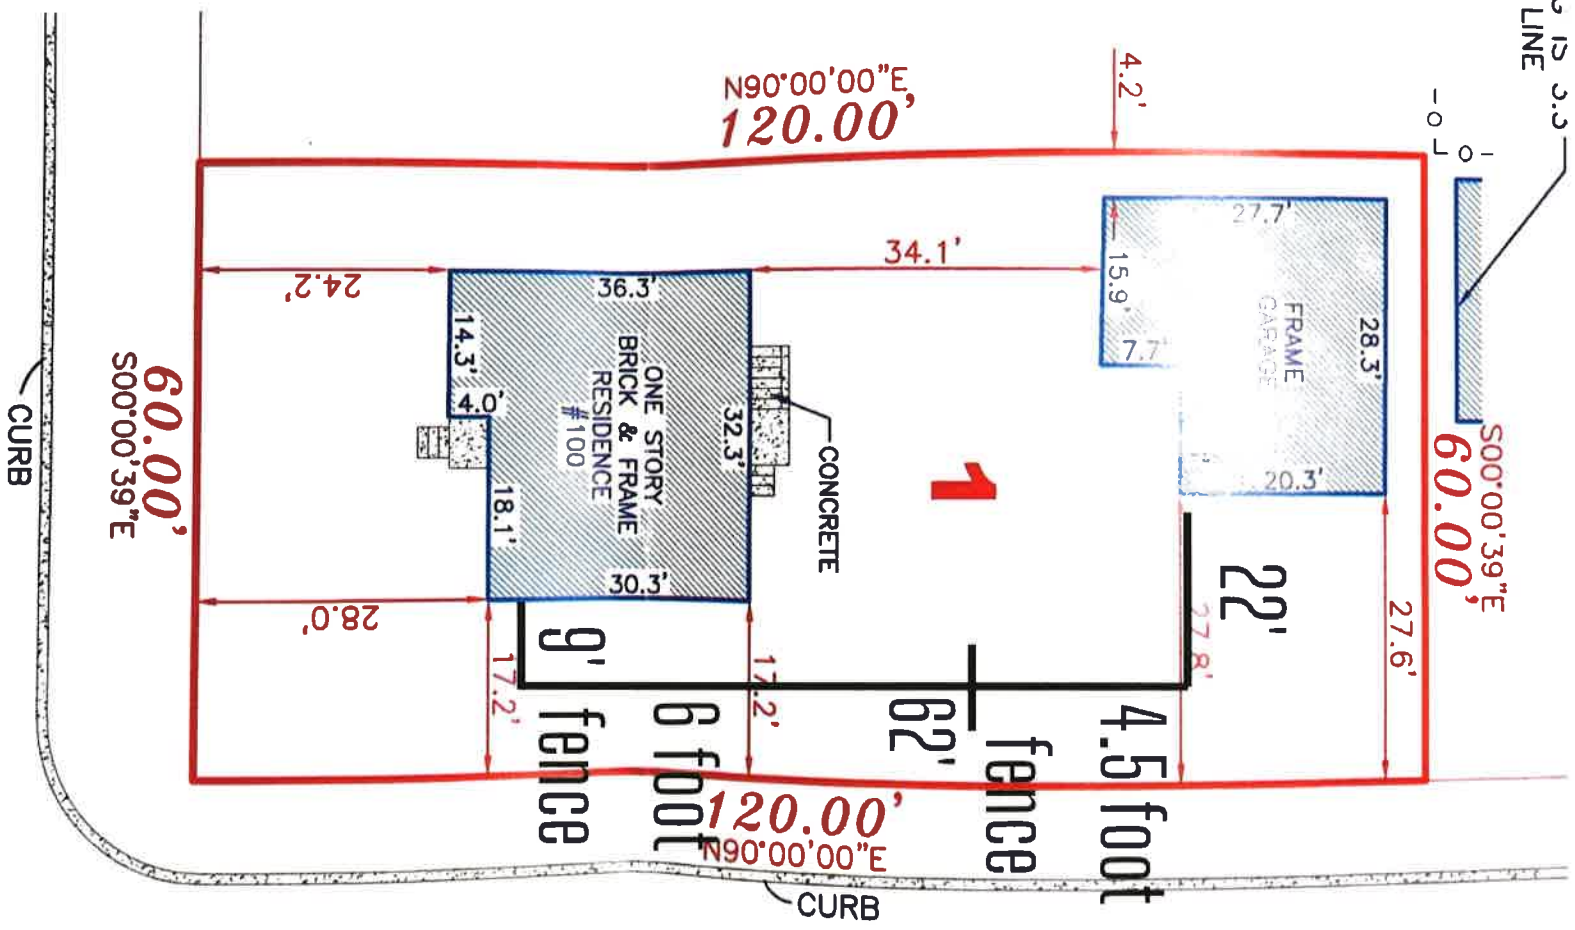 LINE
4.2'
N90°00'00"E
120.00'
27.7'
34.1'
15.9'
7.7'
FRAME
GARAGE
28.3'
20.3'
S00°00'39"E
60.00'
24.2'
36.3'
14.3'
4.0'
ONE STORY
BRICK & FRAME
RESIDENCE
#100
32.3'
18.1'
30.3'
CONCRETE
1
60.00'
S00°00'39"E
CURB
28.0'
17.2'
17.2'
27.8'
27.6'
22'
9'
62'
6 foot
fence
4.5 foot
fence
120.00'
N90°00'00"E
CURB